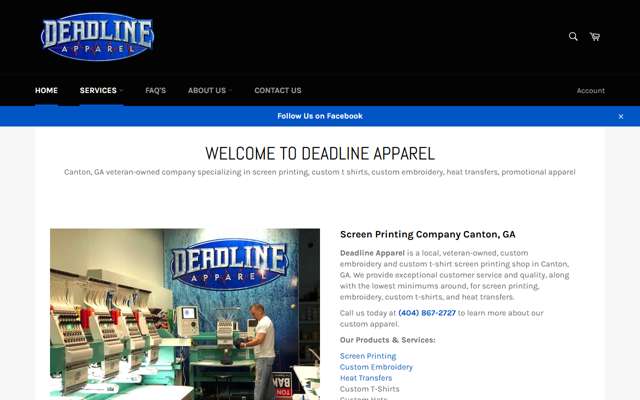 DEADLINE
APPAREL
HOME
SERVICES
FAQ'S
ABOUT US
CONTACT US
Account
Follow Us on Facebook
WELCOME TO DEADLINE APPAREL
Canton, GA veteran-owned company specializing in screen printing, custom t shirts, custom embroidery, heat transfers, promotional apparel
DEADLINE
APPAREL
Screen Printing Company Canton, GA
Deadline Apparel is a local, veteran-owned, custom
embroidery and custom t-shirt screen printing shop in Canton,
GA. We provide exceptional customer service and quality, along
with the lowest minimums around, for screen printing,
embroidery, custom t-shirts, and heat transfers.
Call us today at (404) 867-2727 to learn more about our
custom apparel.
Our Products & Services:
Screen Printing
Custom Embroidery
Heat Transfers
Custom T-Shirts
Custom Hats